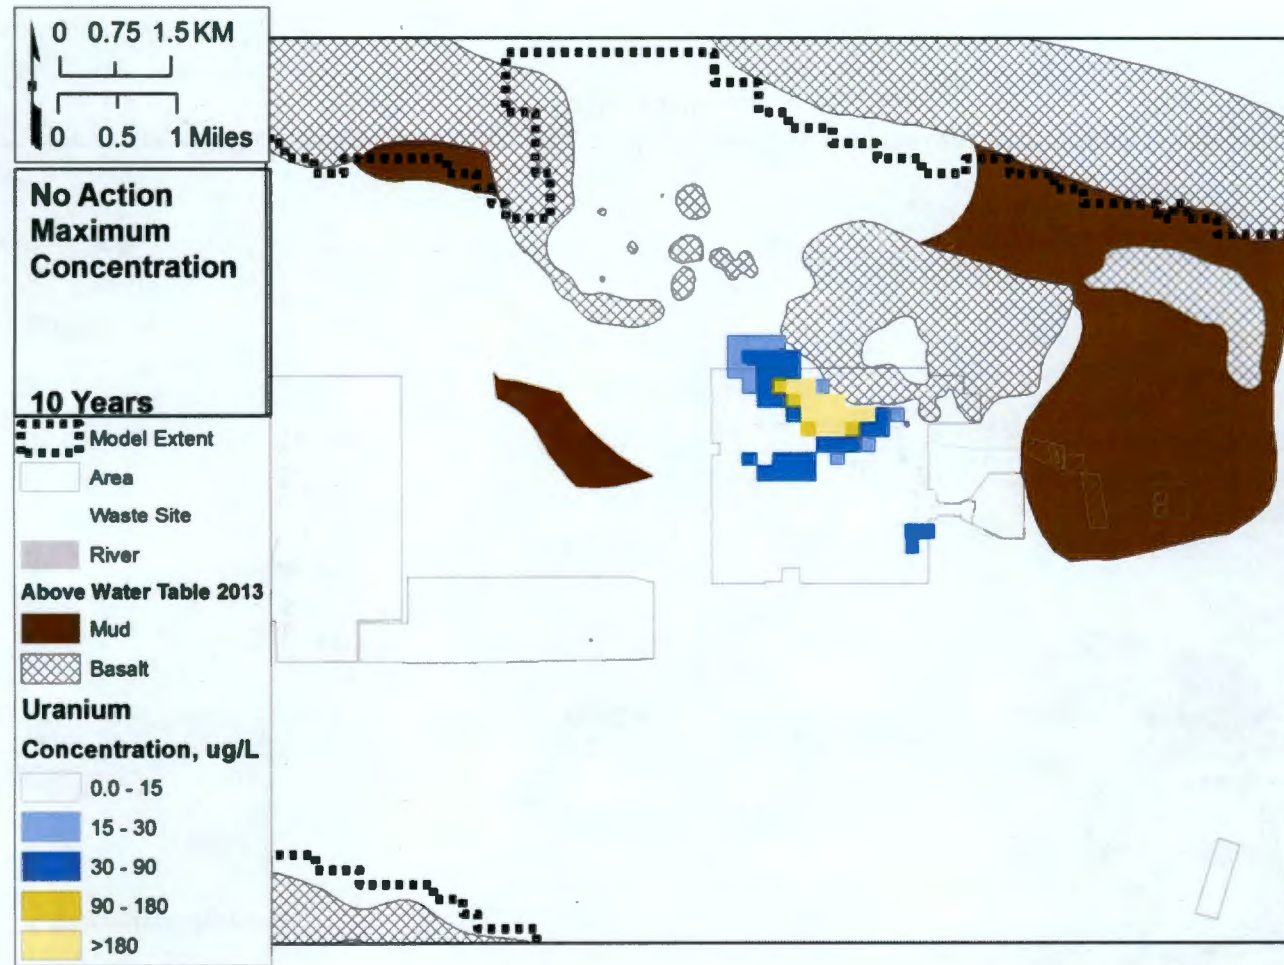 0 0.75 1.5 KM
0 0.5 1 Miles
No Action
Maximum
Concentration
10 Years
Model Extent
Area
Waste Site
River
Above Water Table 2013
Mud
Basalt
Uranium
Concentration, ug/L
0.0 - 15
15 - 30
30 - 90
90 - 180
>180